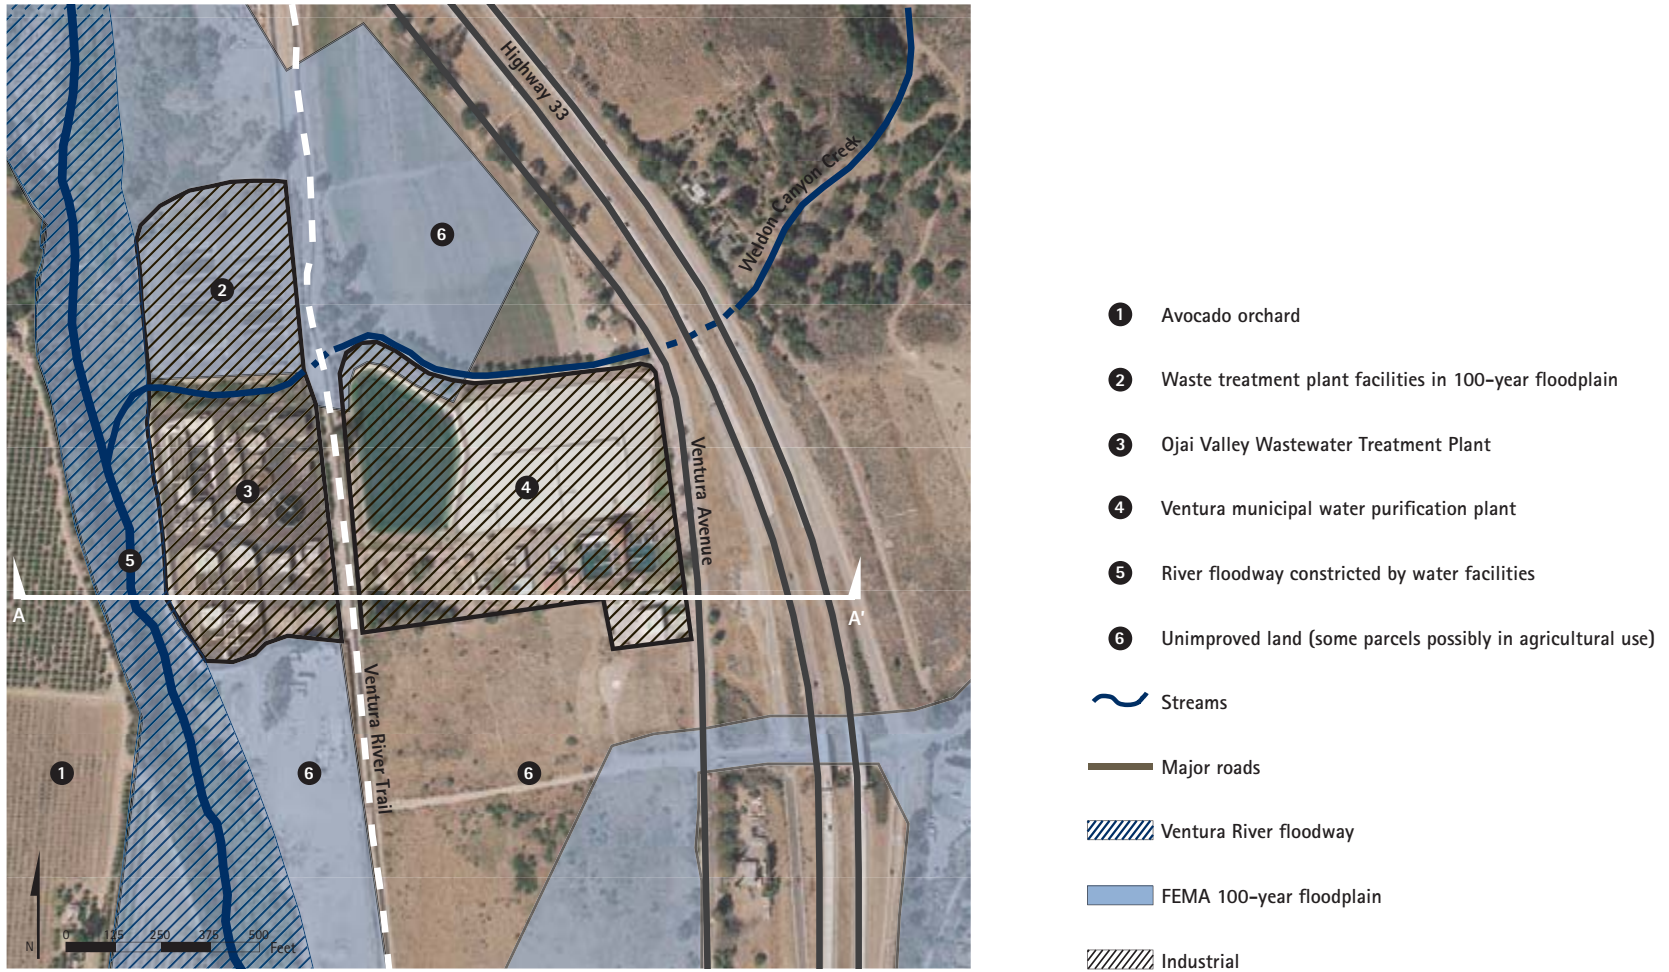 Highway 33
Weldon Canyon Creek
6
2
4
3
5
Ventura Avenue
A
A'
Ventura River Trail
1
6
6
N
0 125 250 375 500
Feet
1 Avocado orchard
2 Waste treatment plant facilities in 100-year floodplain
3 Ojai Valley Wastewater Treatment Plant
4 Ventura municipal water purification plant
5 River floodway constricted by water facilities
6 Unimproved land (some parcels possibly in agricultural use)
Streams
Major roads
Ventura River floodway
FEMA 100-year floodplain
Industrial